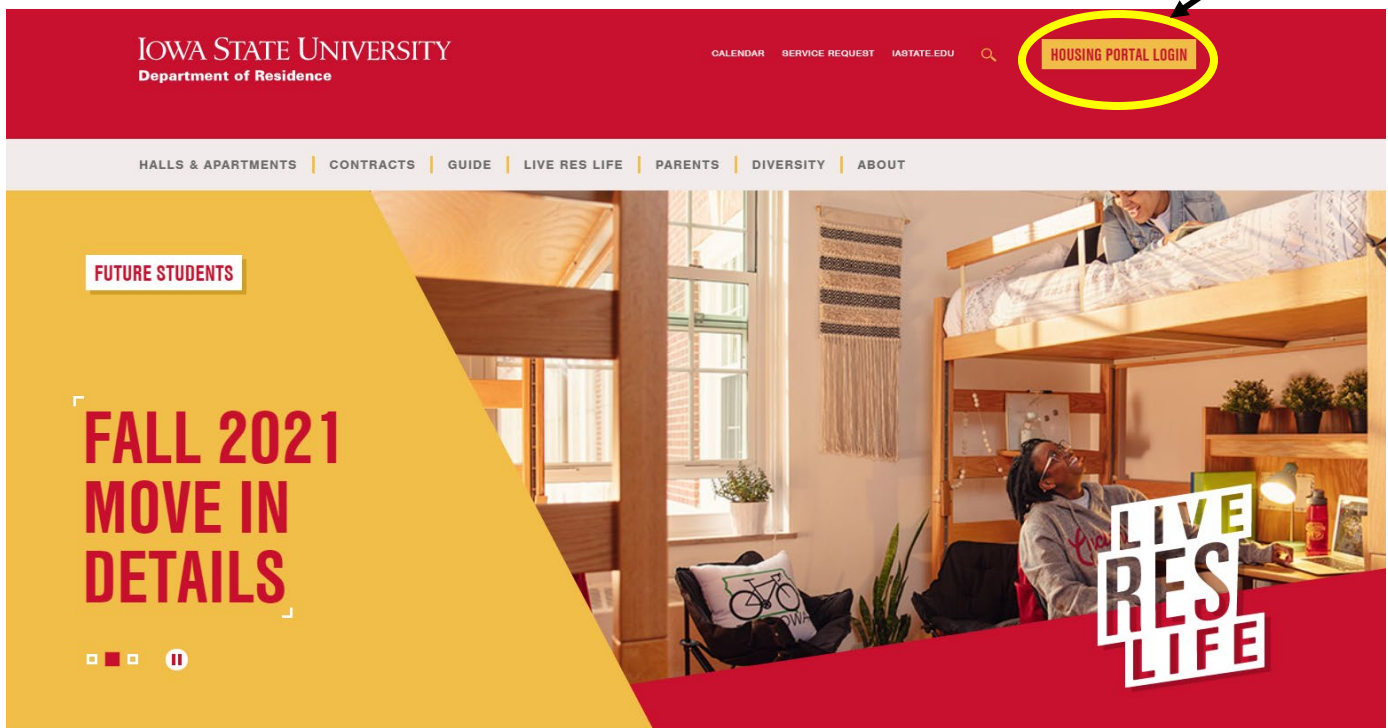 IOWA STATE UNIVERSITY
Department of Residence
CALENDAR SERVICE REQUEST IASTATE.EDU
HOUSING PORTAL LOGIN
HALLS & APARTMENTS | CONTRACTS | GUIDE | LIVE RES LIFE | PARENTS | DIVERSITY | ABOUT
FUTURE STUDENTS
FALL 2021
MOVE IN
DETAILS
IOWA
LIVE
RES
LIFE